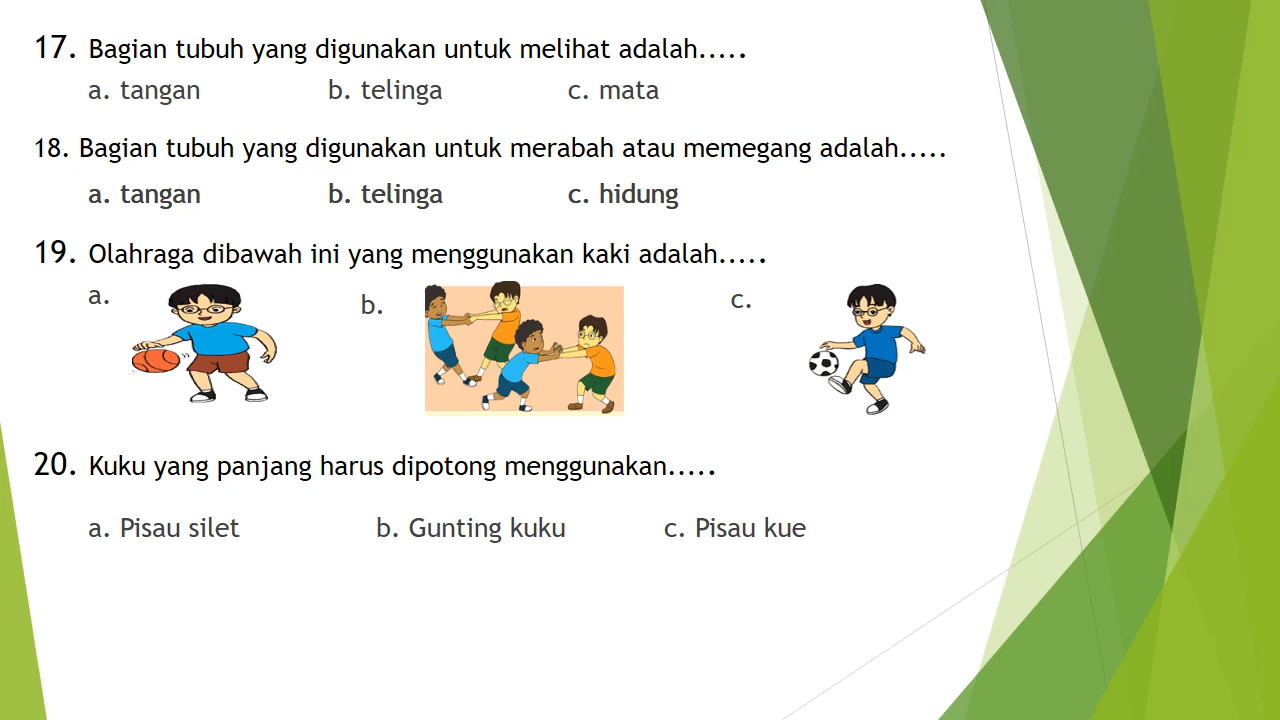 17. Bagian tubuh yang digunakan untuk melihat adalah.....
a. tangan b. telinga c. mata
18. Bagian tubuh yang digunakan untuk merabah atau memegang adalah.....
a. tangan b. telinga c. hidung
19. Olahraga dibawah ini yang menggunakan kaki adalah.....
a. b. c.
20. Kuku yang panjang harus dipotong menggunakan.....
a. Pisau silet b. Gunting kuku c. Pisau kue